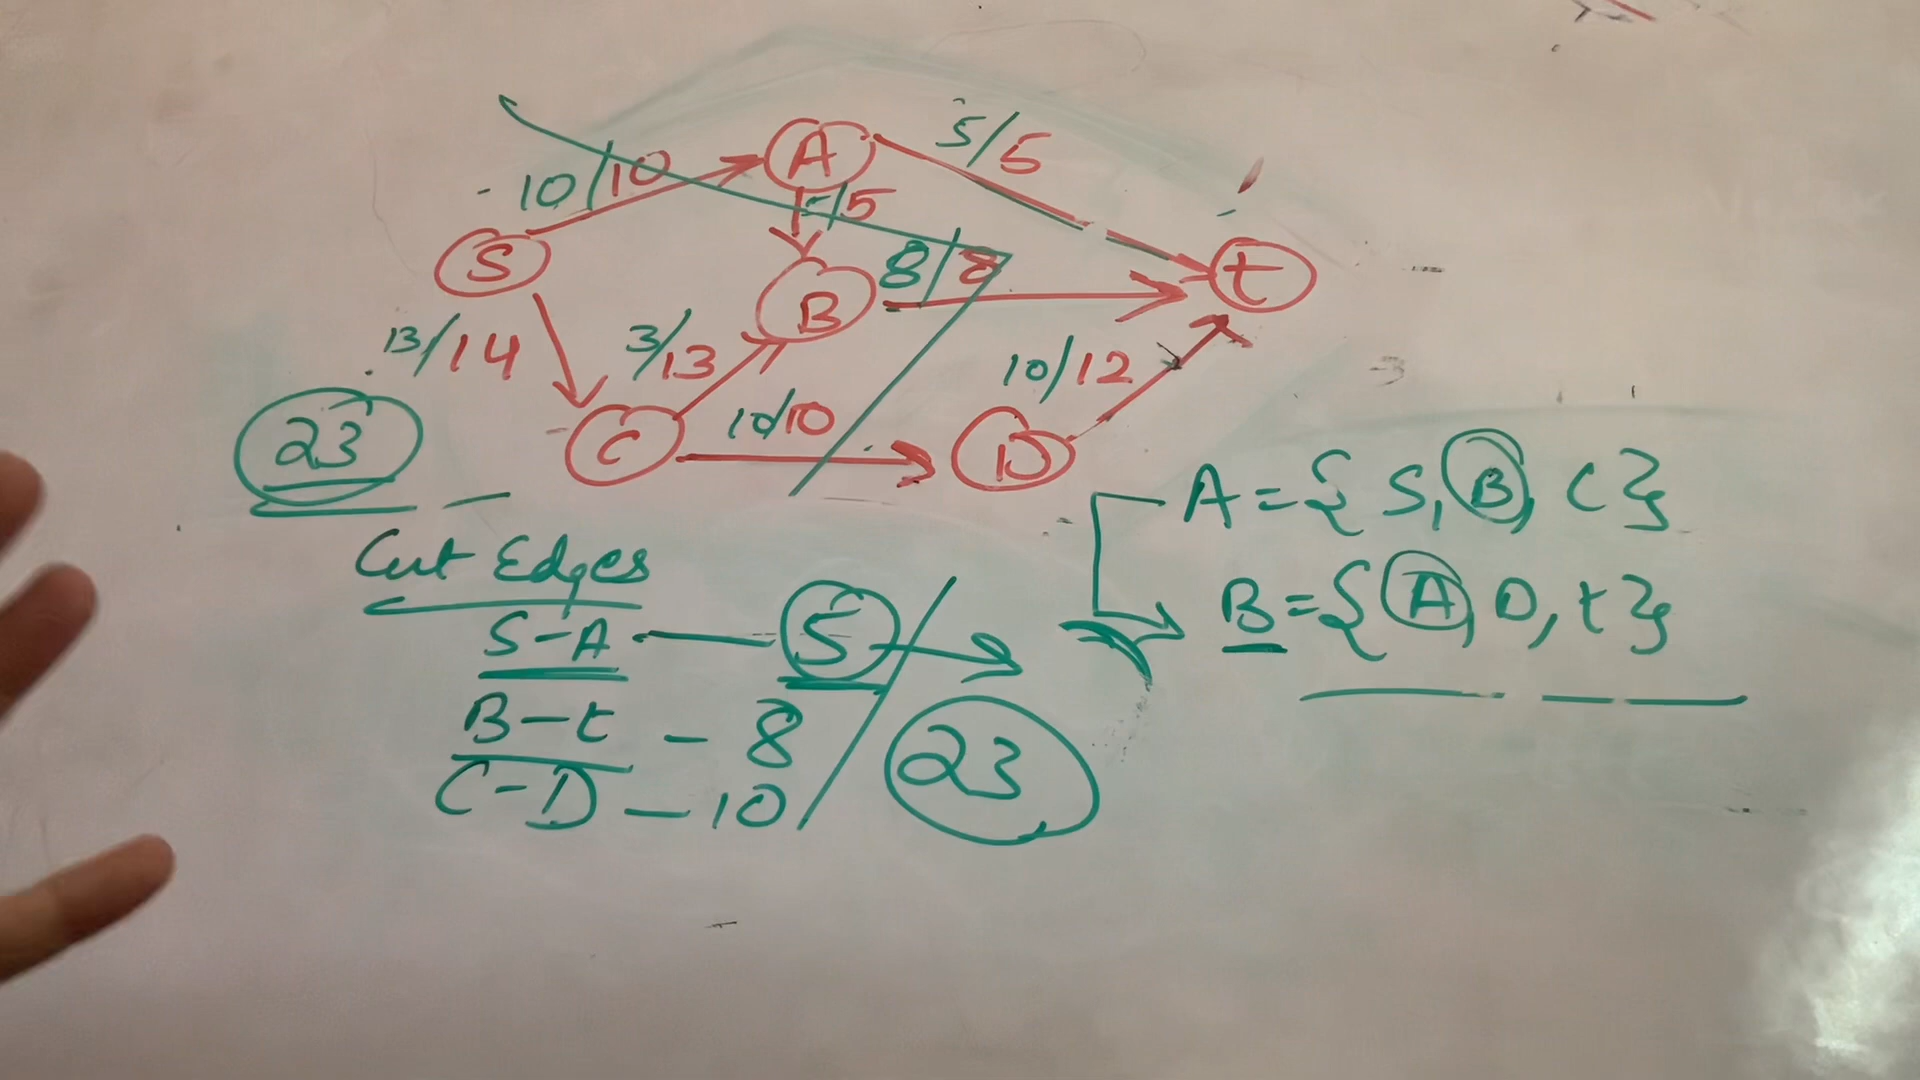 5/5
10/10
A
5/5
S
8/8
t
B
13/14
3/13
10/12
10/10
C
D
23
A = { S, B, C }
Cut Edges
B = { A, D, t }
S - A — 5
B - t - 8
23
C - D - 10